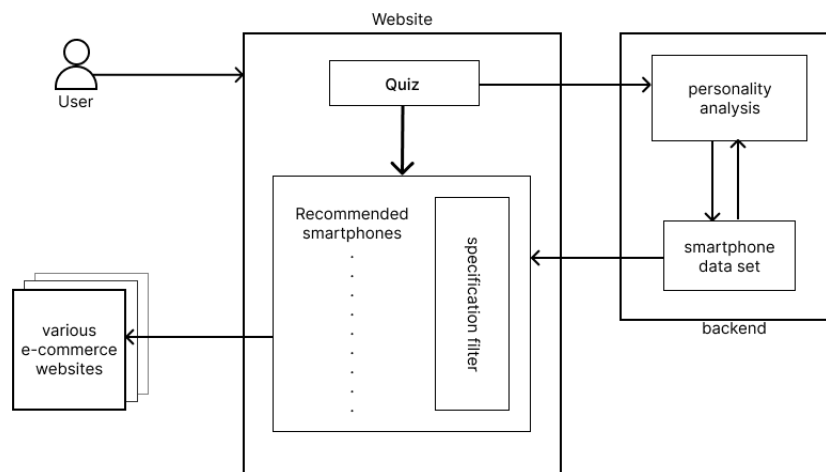 Website
User
Quiz
personality
analysis
Recommended
smartphones
specification filter
smartphone
data set
backend
various
e-commerce
websites